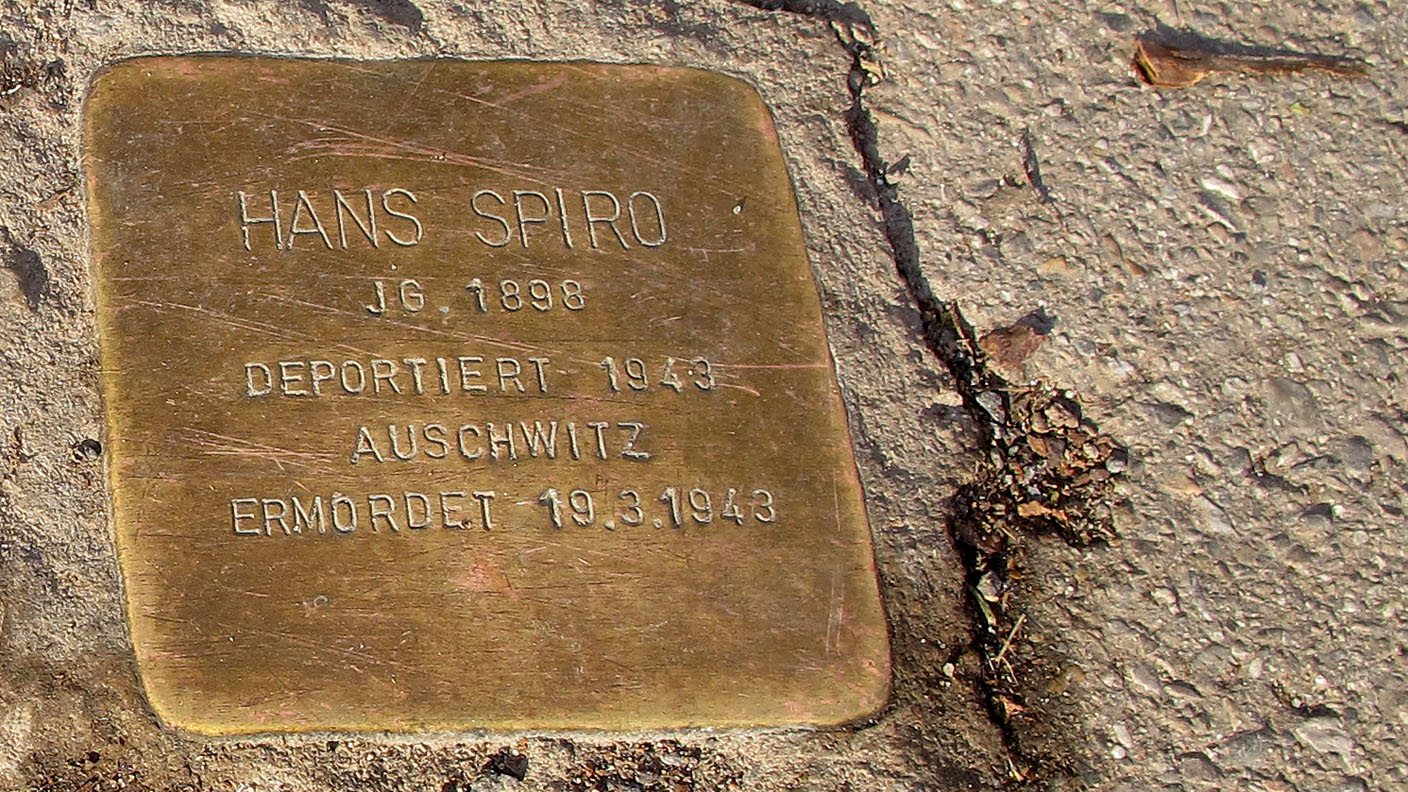 HANS SPIRO
JG. 1898
DEPORTIERT 1943
AUSCHWITZ
ERMORDET 19.3.1943